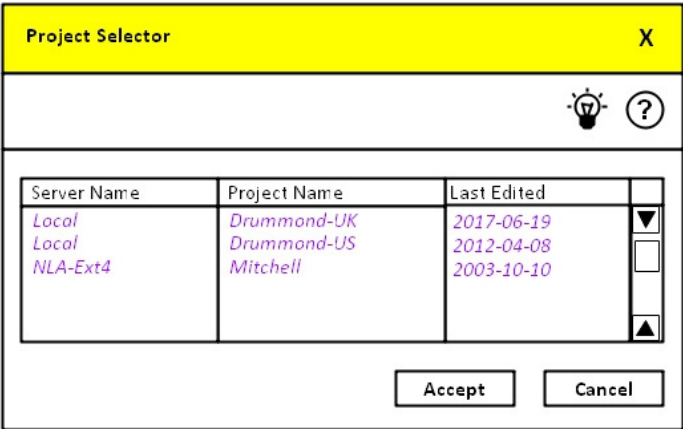 Project Selector X
?
Server Name Project Name Last Edited
Local Drummond-UK 2017-06-19
Local Drummond-US 2012-04-08
NLA-Ext4 Mitchell 2003-10-10
Accept Cancel